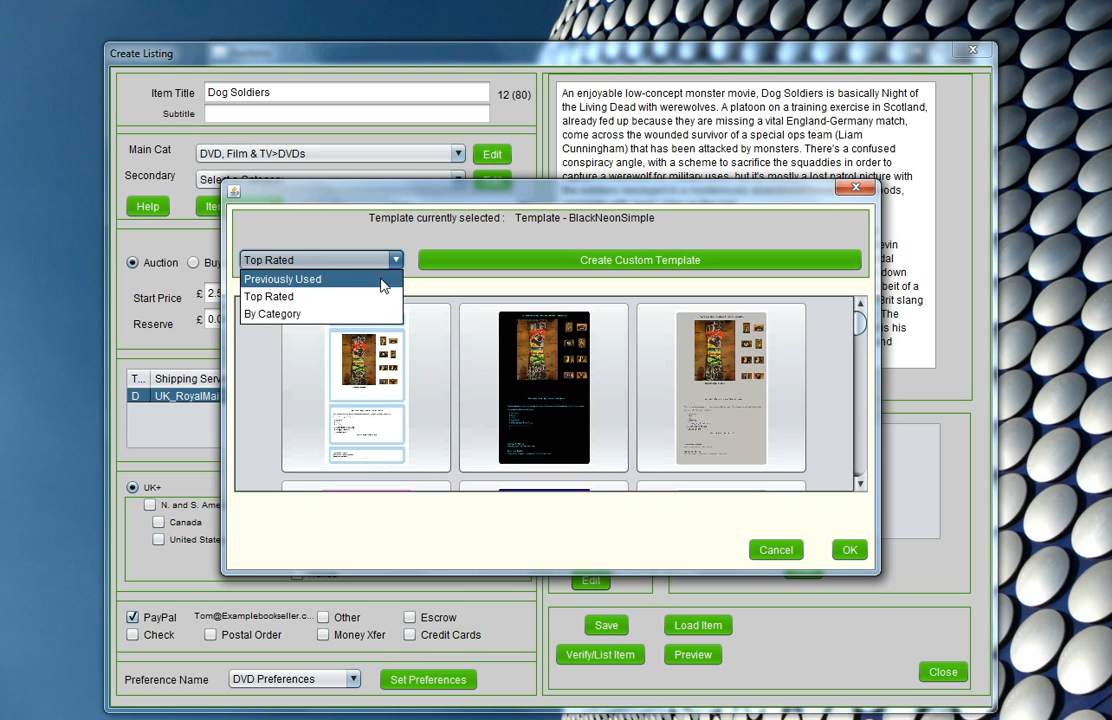 Create Listing
Item Title
Dog Soldiers
12 (80)
Subtitle
Main Cat
DVD, Film & TV>DVDs
Edit
Secondary
Help
Auction
Start Price
£
2.5
Reserve
£
0.0
T...
Shipping Serv
D
UK_RoyalMai
UK+
N. and S. Ame
Canada
United State
PayPal
Tom@Examplebookseller.c...
Other
Escrow
Check
Postal Order
Money Xfer
Credit Cards
Preference Name
DVD Preferences
Set Preferences
An enjoyable low-concept monster movie, Dog Soldiers is basically Night of
the Living Dead with werewolves. A platoon on a training exercise in Scotland,
already fed up because they are missing a vital England-Germany match,
come across the wounded survivor of a special ops team (Liam
Cunningham) that has been attacked by monsters. There's a confused
conspiracy angle, with a scheme to sacrifice the squaddies in order to
capture a werewolf for military uses, but it's mostly a lost patrol picture with
Template currently selected : Template - BlackNeonSimple
Top Rated
Create Custom Template
Previously Used
Top Rated
By Category
Cancel
OK
Edit
Save
Load Item
Verify/List Item
Preview
Close